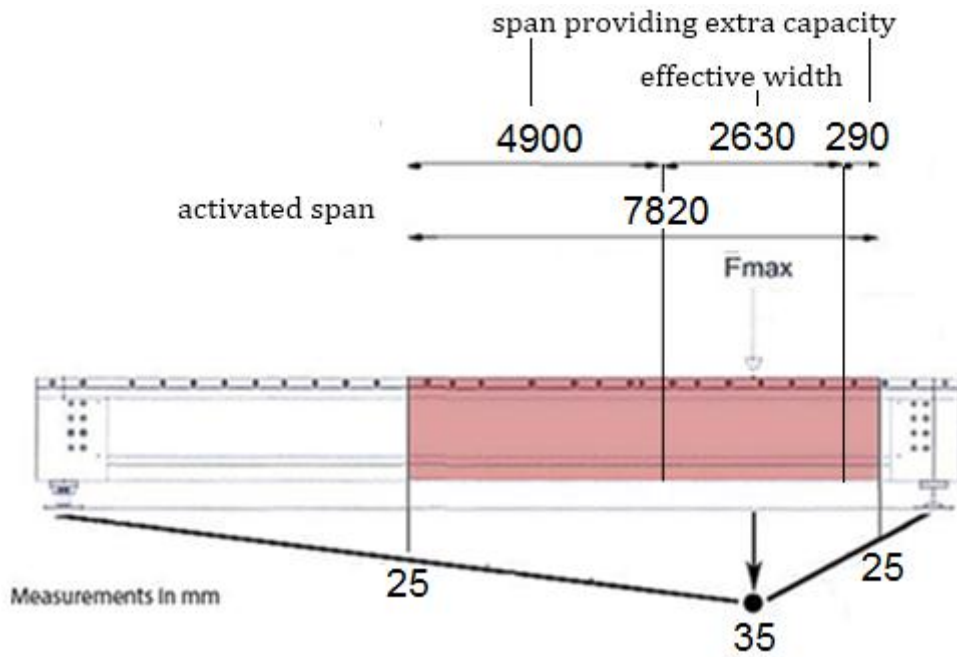 span providing extra capacity
effective width
4900 2630 290
activated span 7820
Fmax
25 25
Measurements In mm
35